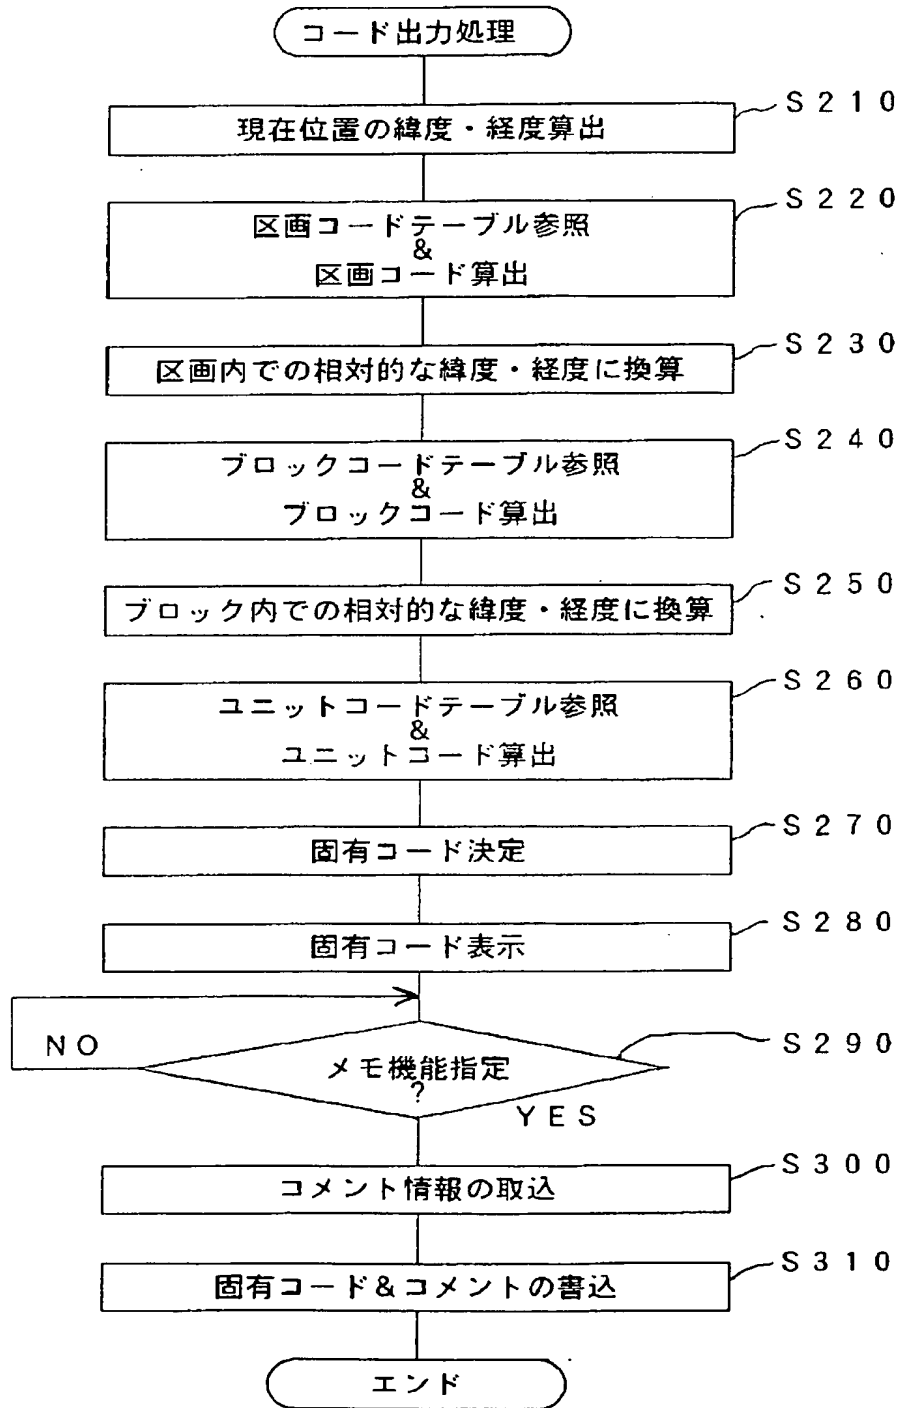 コード出力処理
S210
現在位置の緯度・経度算出
S220
区画コードテーブル参照
&
区画コード算出
S230
区画内での相対的な緯度・経度に換算
S240
ブロックコードテーブル参照
&
ブロックコード算出
S250
ブロック内での相対的な緯度・経度に換算
S260
ユニットコードテーブル参照
&
ユニットコード算出
S270
固有コード決定
S280
固有コード表示
NO
S290
メモ機能指定
?
YES
S300
コメント情報の取込
S310
固有コード&コメントの書込
エンド